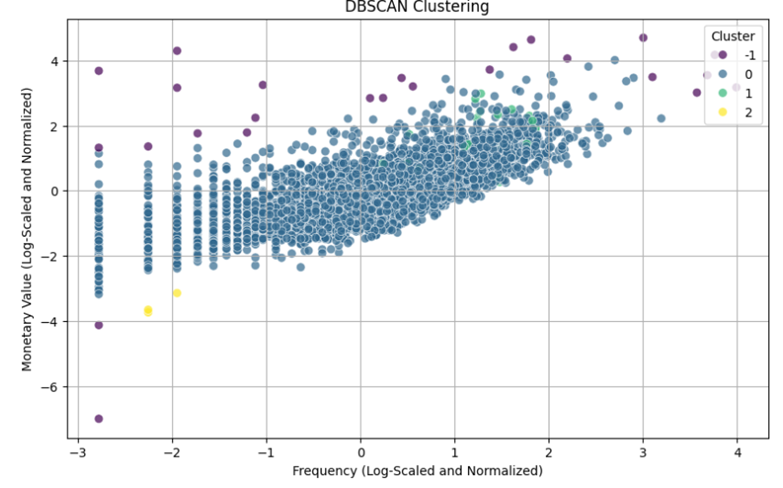 DBSCAN Clustering
Cluster
-1
0
1
2
4
2
0
−2
−4
−6
Monetary Value (Log-Scaled and Normalized)
−3 −2 −1 0 1 2 3 4
Frequency (Log-Scaled and Normalized)